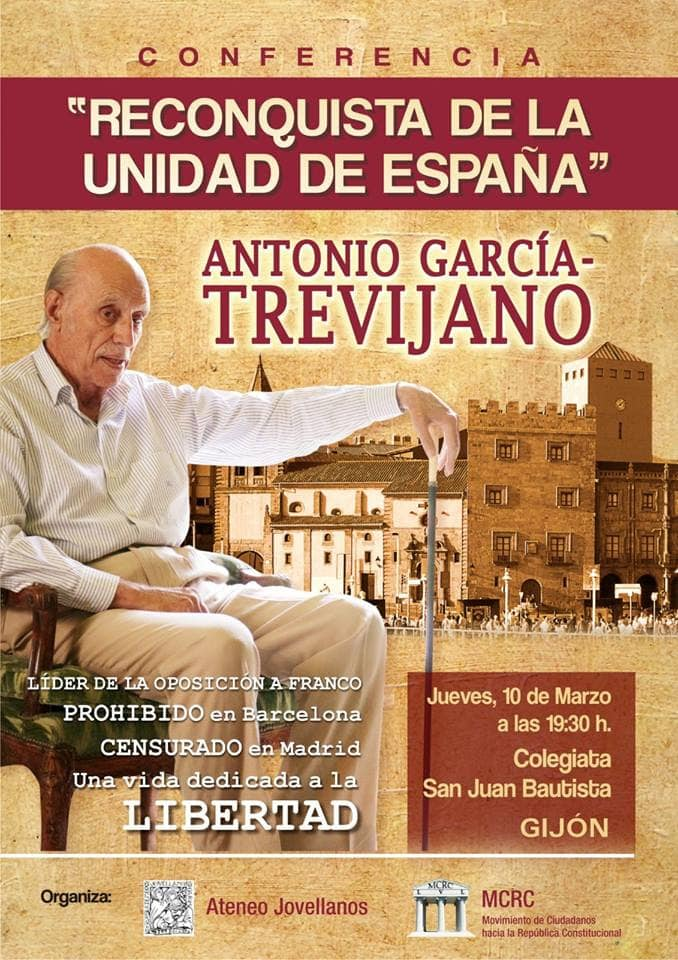 CONFERENCIA
"RECONQUISTA DE LA
UNIDAD DE ESPAÑA"
ANTONIO GARCÍA-
TREVIJANO
LÍDER DE LA OPOSICIÓN A FRANCO
PROHIBIDO en Barcelona
CENSURADO en Madrid
Una vida dedicada a la
LIBERTAD
Jueves, 10 de Marzo
a las 19:30 h.
Colegiata
San Juan Bautista
GIJÓN
Organiza:
Ateneo Jovellanos
MCRC
MCRC
Movimiento de Ciudadanos
hacia la República Constitucional